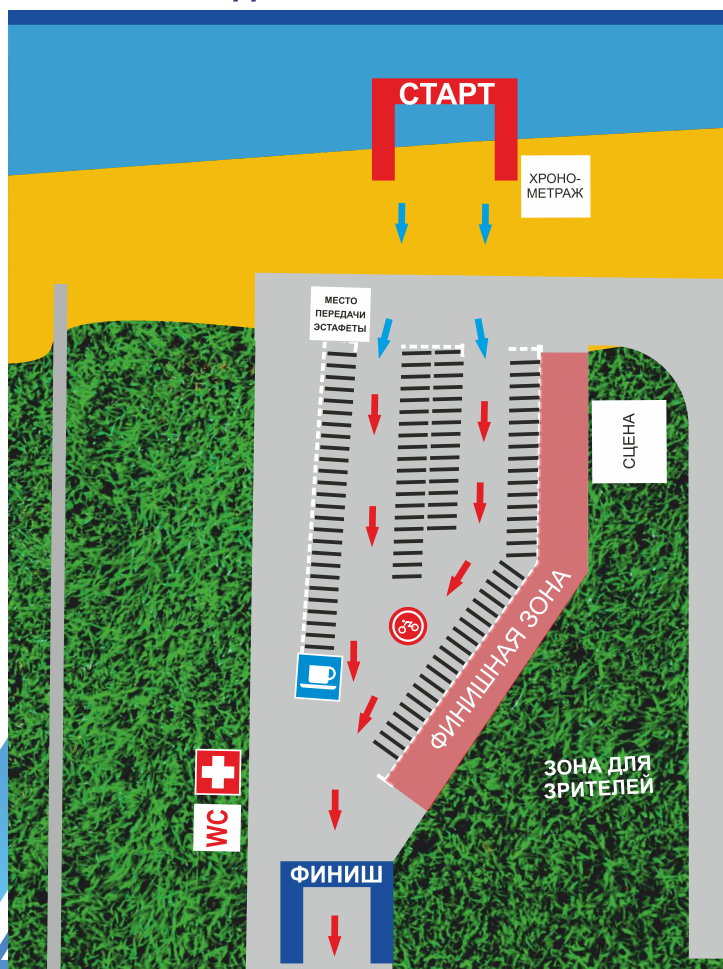 СТАРТ
ХРОНО-
МЕТРАЖ
МЕСТО
ПЕРЕДАЧИ
ЭСТАФЕТЫ
СЦЕНА
ФИНИШНАЯ ЗОНА
ЗОНА ДЛЯ
ЗРИТЕЛЕЙ
WC
ФИНИШ